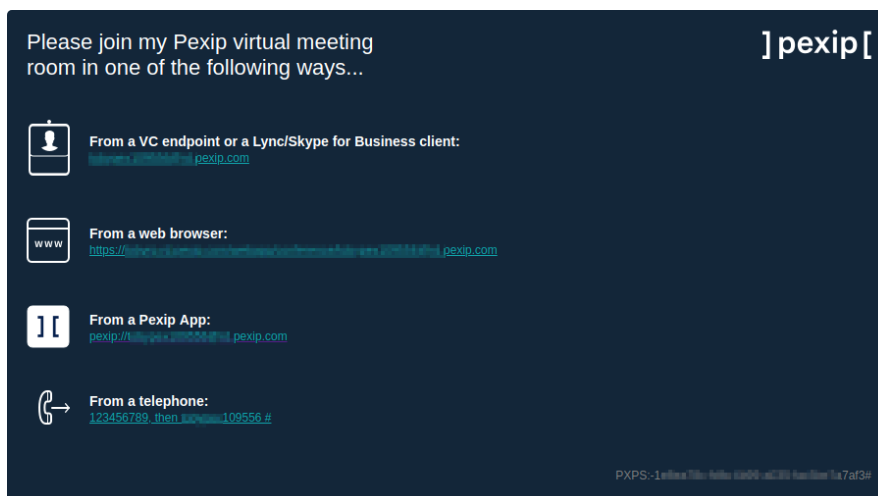 Please join my Pexip virtual meeting
room in one of the following ways...
]pexip[
From a VC endpoint or a Lync/Skype for Business client:
pexip.com
www
From a web browser:
https:// pexip.com
][
From a Pexip App:
pexip:// pexip.com
From a telephone:
123456789, then 109556 #
PXPS:-1 a7af3#